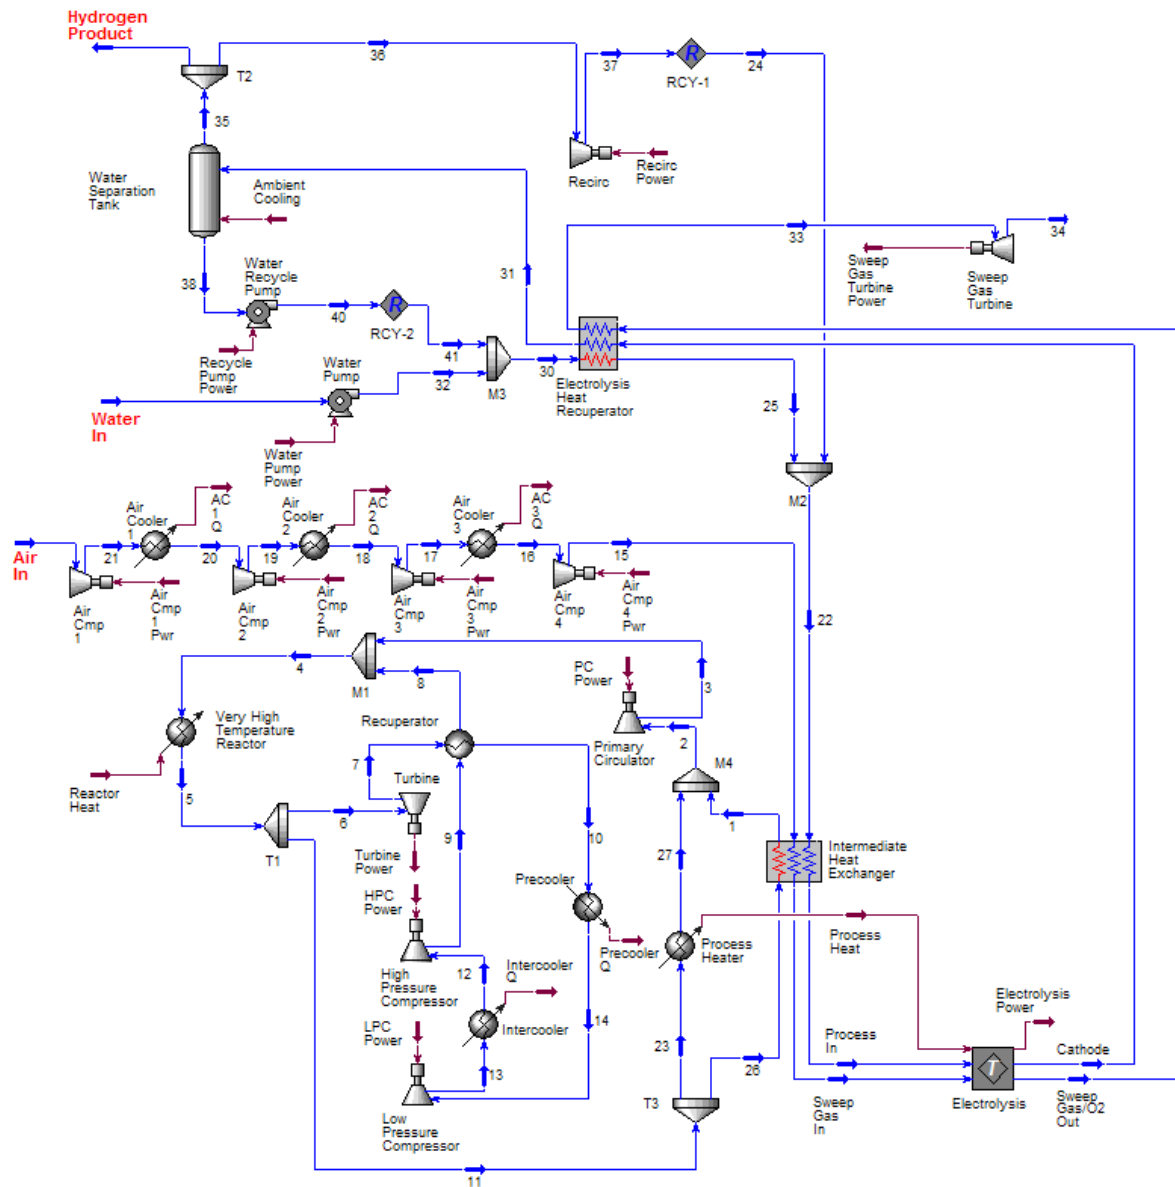 Hydrogen
Product
36
37
R
24
RCY-1
T2
35
Water
Separation
Tank
Ambient
Cooling
Recirc
Recirc
Power
33
34
Sweep
Gas
Turbine
Power
Sweep
Gas
Turbine
31
38
Water
Recycle
Pump
40
R
RCY-2
41
Recycle
Pump
Power
Water
Pump
32
M3
30
Electrolysis
Heat
Recuperator
25
Water
In
Water
Pump
Power
M2
Air
Cooler
1
AC
1
Q
Air
Cooler
2
AC
2
Q
Air
Cooler
3
AC
3
Q
Air
In
21
20
19
18
17
16
15
Air
Cmp
1
Air
Cmp
1
Pwr
Air
Cmp
2
Air
Cmp
2
Pwr
Air
Cmp
3
Air
Cmp
3
Pwr
Air
Cmp
4
Air
Cmp
4
Pwr
22
4
M1
8
PC
Power
3
Very High
Temperature
Reactor
Recuperator
Primary
Circulator
2
M4
7
Turbine
Reactor
Heat
5
6
T1
9
10
1
Intermediate
Heat
Exchanger
Turbine
Power
27
HPC
Power
Precooler
Precooler
Q
Process
Heater
Process
Heat
High
Pressure
Compressor
12
Intercooler
Q
Intercooler
14
Electrolysis
Power
LPC
Power
13
23
26
Process
In
Cathode
T
T3
Sweep
Gas
In
Electrolysis
Sweep
Gas/O2
Out
Low
Pressure
Compressor
11